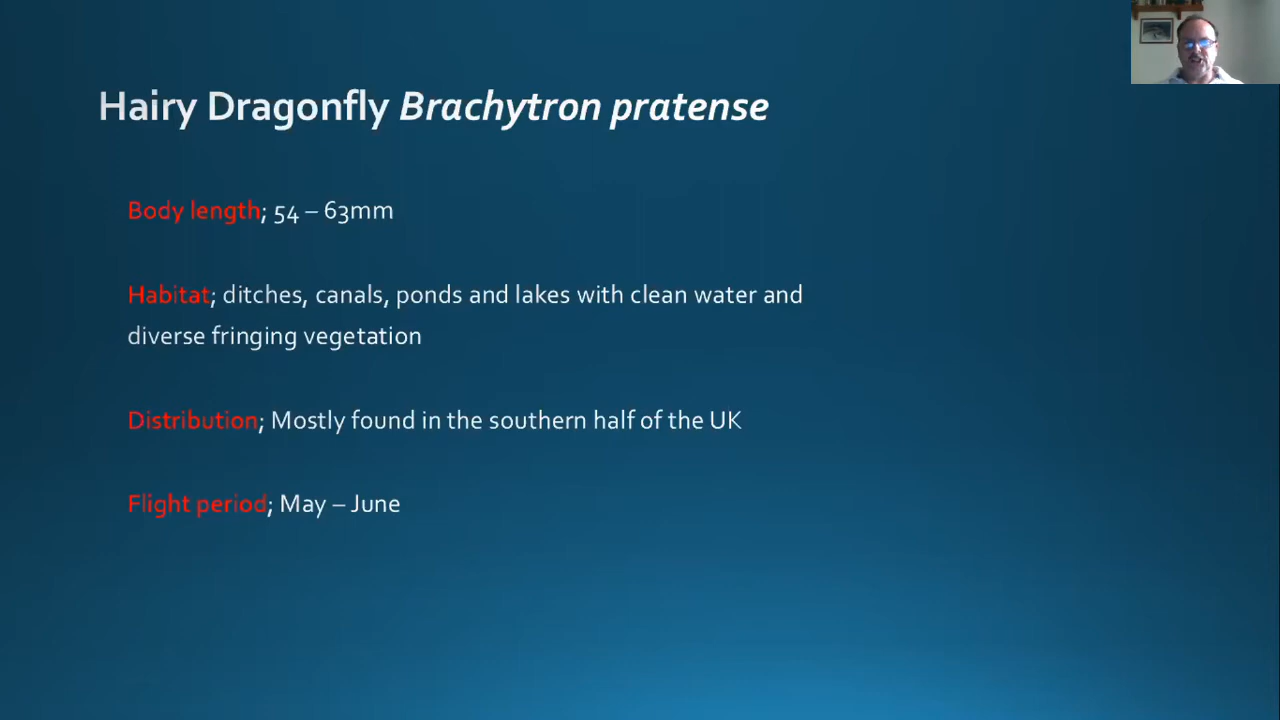 Hairy Dragonfly Brachytron pratense
Body length; 54 – 63mm
Habitat; ditches, canals, ponds and lakes with clean water and
diverse fringing vegetation
Distribution; Mostly found in the southern half of the UK
Flight period; May – June